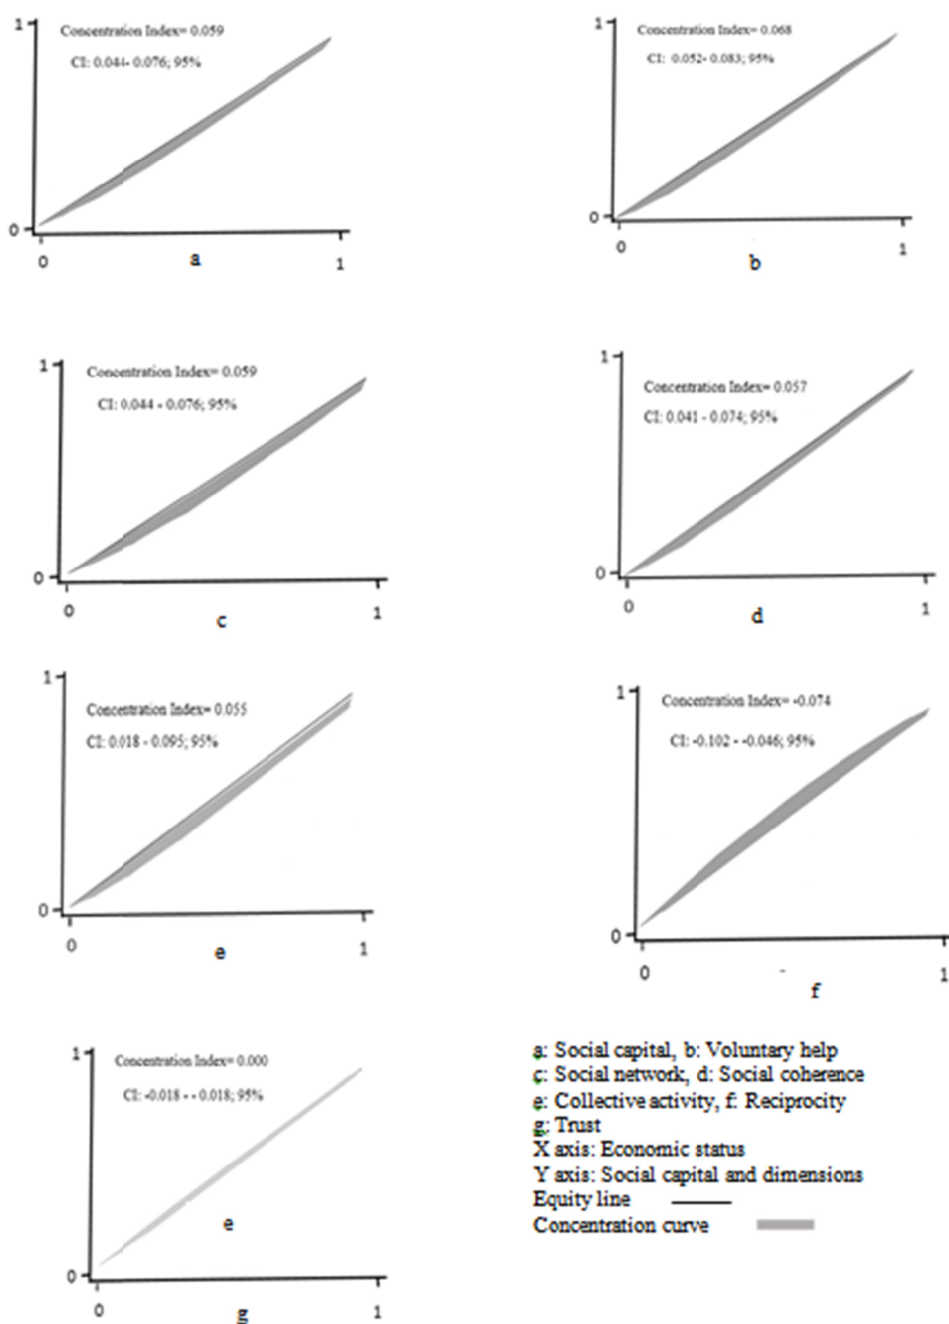 1
Concentration Index= 0.059
CI: 0.044- 0.076; 95%
0
0
1
a
1
Concentration Index= 0.068
CI: 0.052- 0.083; 95%
0
0
1
b
1
Concentration Index= 0.059
CI: 0.044 - 0.076; 95%
0
0
1
c
1
Concentration Index= 0.057
CI: 0.041 - 0.074; 95%
0
0
1
d
1
Concentration Index= 0.055
CI: 0.018 - 0.095; 95%
0
0
1
e
1
Concentration Index= -0.074
CI: -0.102 - -0.046; 95%
0
0
1
f
1
Concentration Index= 0.000
CI: -0.018 - - 0.018; 95%
e
0
0
1
g
a: Social capital, b: Voluntary help
c: Social network, d: Social coherence
e: Collective activity, f: Reciprocity
g: Trust
X axis: Economic status
Y axis: Social capital and dimensions
Equity line
Concentration curve